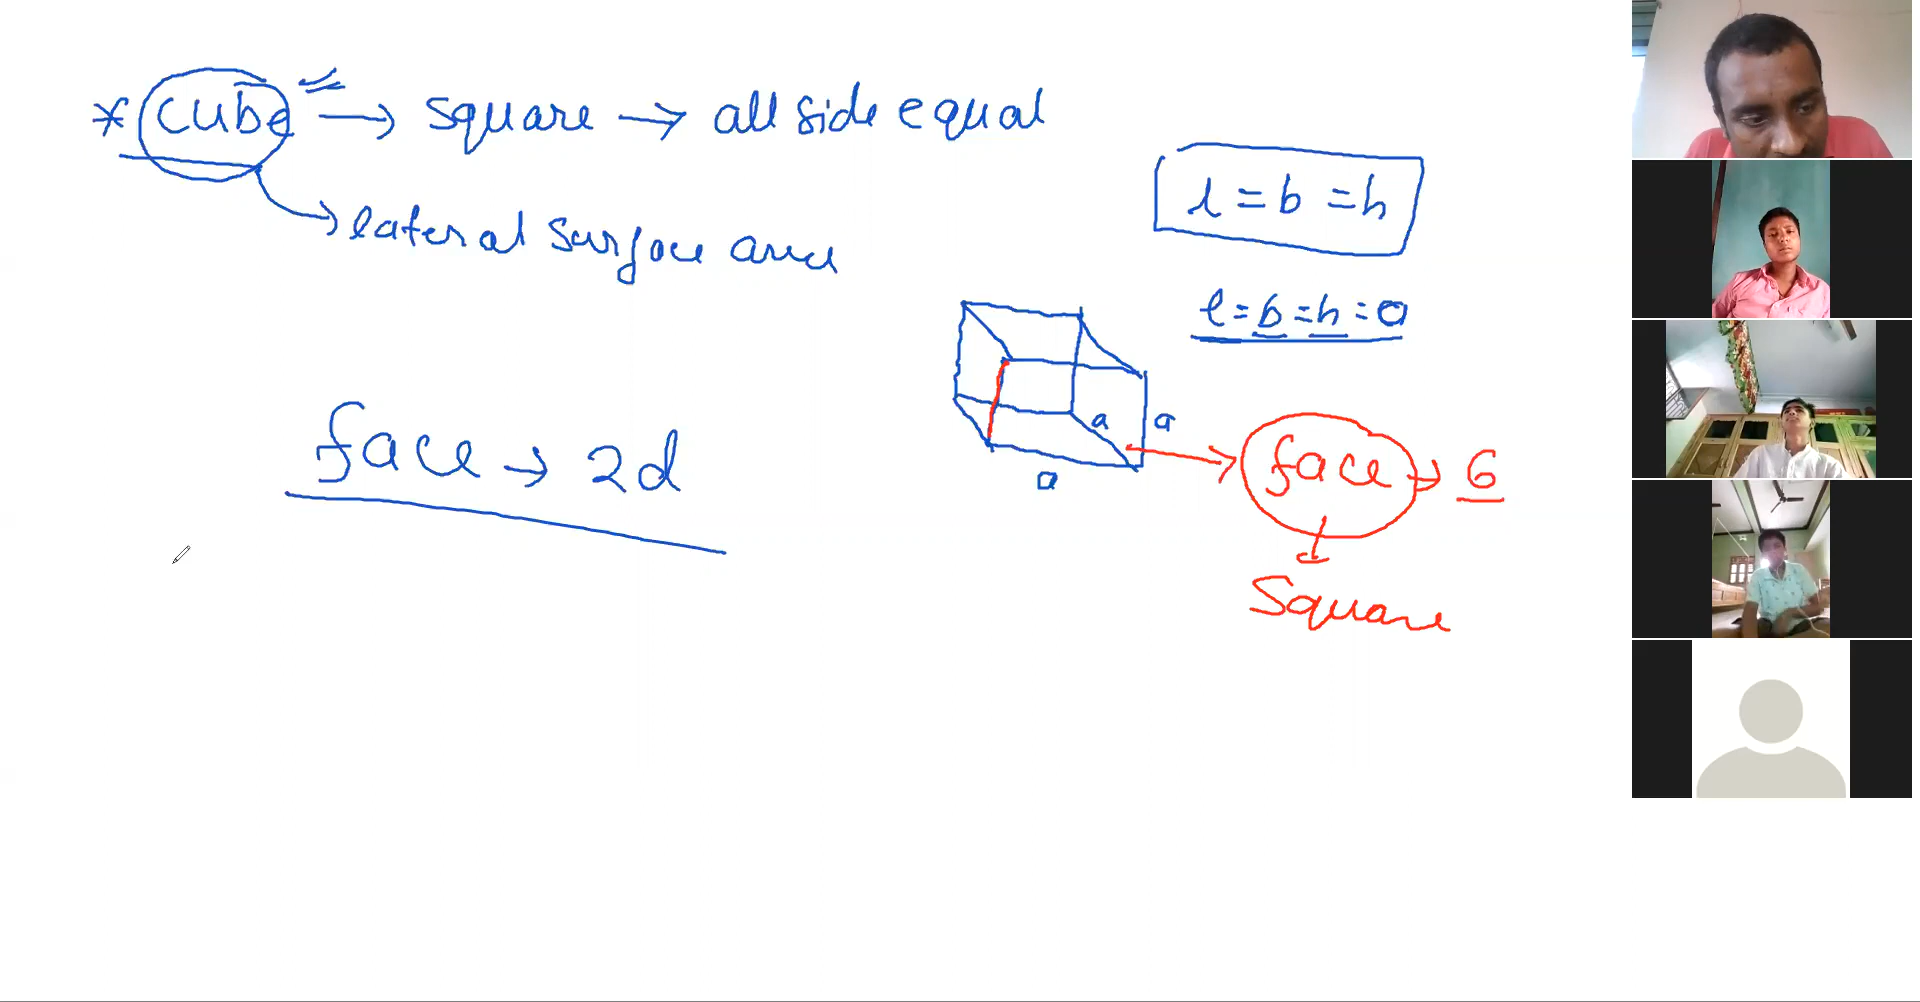 * cube → square → all side equal
l = b = h
→ lateral surface area
l = b = h = a
a
a
a
face → 2d
face → 6
Square